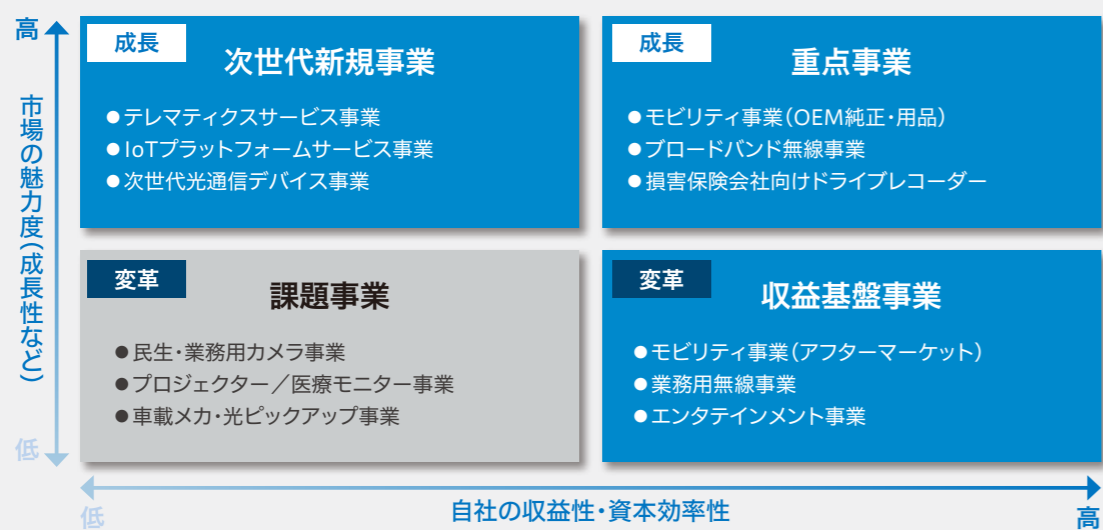 高
市場の魅力度(成長性など)
低
成長
次世代新規事業
●テレマティクスサービス事業
●IoTプラットフォームサービス事業
●次世代光通信デバイス事業
成長
重点事業
●モビリティ事業(OEM純正・用品)
●ブロードバンド無線事業
●損害保険会社向けドライブレコーダー
変革
課題事業
●民生・業務用カメラ事業
●プロジェクター／医療モニター事業
●車載メカ・光ピックアップ事業
変革
収益基盤事業
●モビリティ事業(アフターマーケット)
●業務用無線事業
●エンタテインメント事業
低
自社の収益性・資本効率性
高